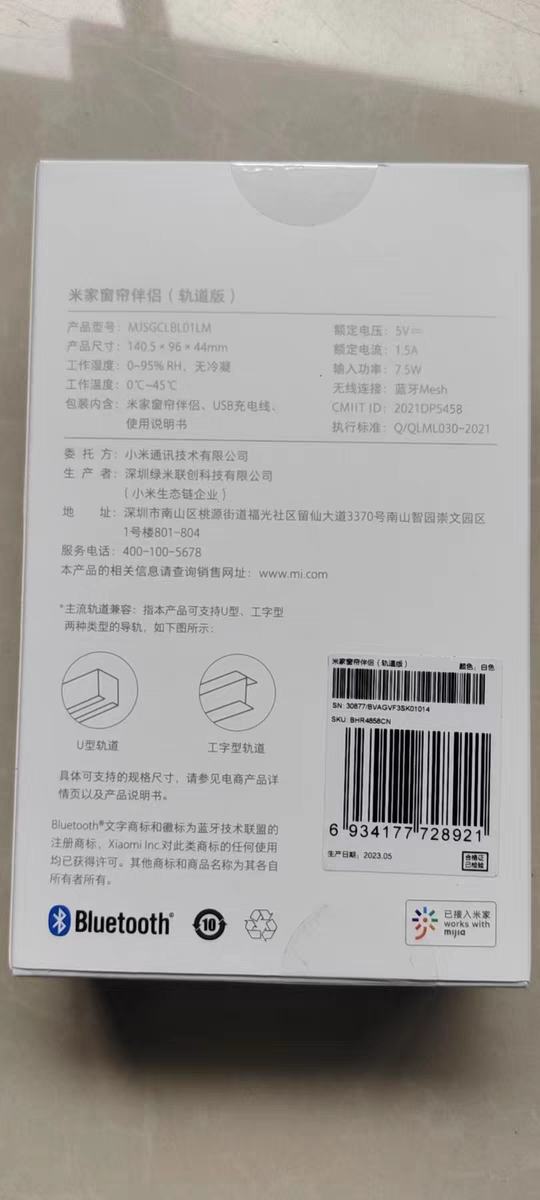 米家窗帘伴侣（轨道版）
产品型号：MJSGCLBL01LM
产品尺寸：140.5 × 96 × 44mm
工作湿度：0~95% RH，无冷凝
工作温度：0℃~45℃
包装内含：米家窗帘伴侣、USB充电线、
使用说明书
额定电压：5V⎓
额定电流：1.5A
输入功率：7.5W
无线连接：蓝牙Mesh
CMIIT ID：2021DP5458
执行标准：Q/QLML030-2021
委 托 方：小米通讯技术有限公司
生 产 者：深圳绿米联创科技有限公司
（小米生态链企业）
地 址：深圳市南山区桃源街道福光社区留仙大道3370号南山智园崇文园区
1号楼801-804
服务电话：400-100-5678
本产品的相关信息请查询销售网址：www.mi.com
*主流轨道兼容：指本产品可支持U型、工字型
两种类型的导轨，如下图所示：
U型轨道
工字型轨道
具体可支持的规格尺寸，请参见电商产品详
情页以及产品说明书。
Bluetooth®文字商标和徽标为蓝牙技术联盟的
注册商标，Xiaomi Inc.对此类商标的任何使用
均已获得许可。其他商标和商品名称为其各自
所有者所有。
米家窗帘伴侣（轨道版） 颜色：白色
SN: 30877/BVAGVF3SK01014
SKU: BHR4858CN
6 934177 728921
生产日期：2023.05
合格证
已检验
Bluetooth®
10
已接入米家
works with
mijia